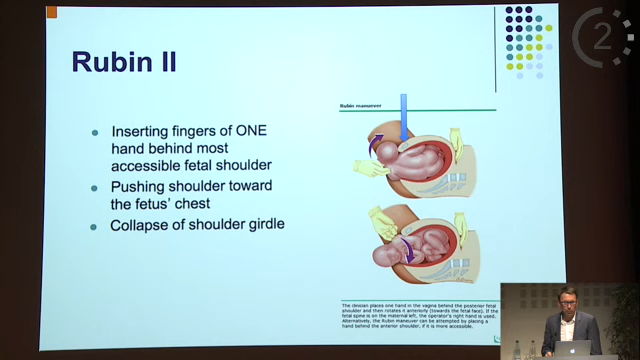 Rubin II
2
Inserting fingers of ONE
hand behind most
accessible fetal shoulder
Pushing shoulder toward
the fetus' chest
Collapse of shoulder girdle
Rubin manuever
The clinician places one hand in the vagina behind the posterior fetal
shoulder and then rotates it anteriorly (towards the fetal face). If the
fetal spine is on the maternal left, the operator's right hand is used.
Alternatively, the Rubin maneuver can be attempted by placing a
hand behind the anterior shoulder, if it is more accessible.